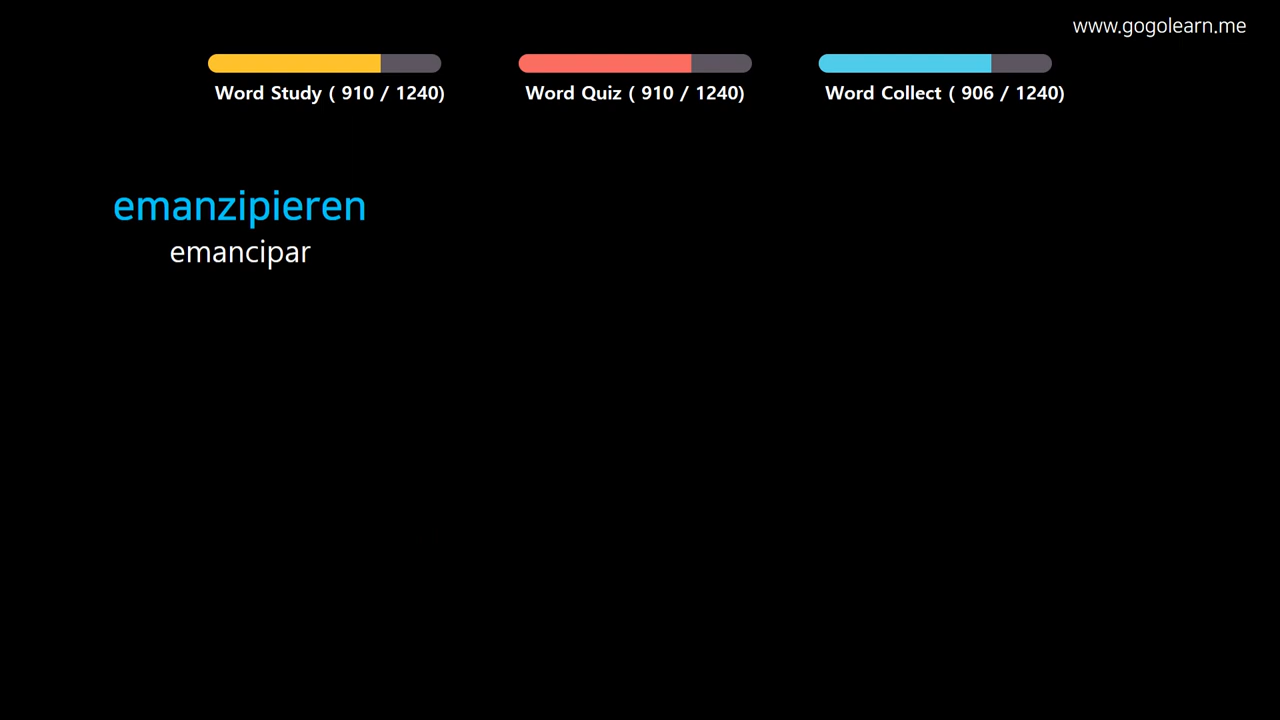 www.gogolearn.me
Word Study ( 910 / 1240)
Word Quiz ( 910 / 1240)
Word Collect ( 906 / 1240)
emanzipieren
emancipar